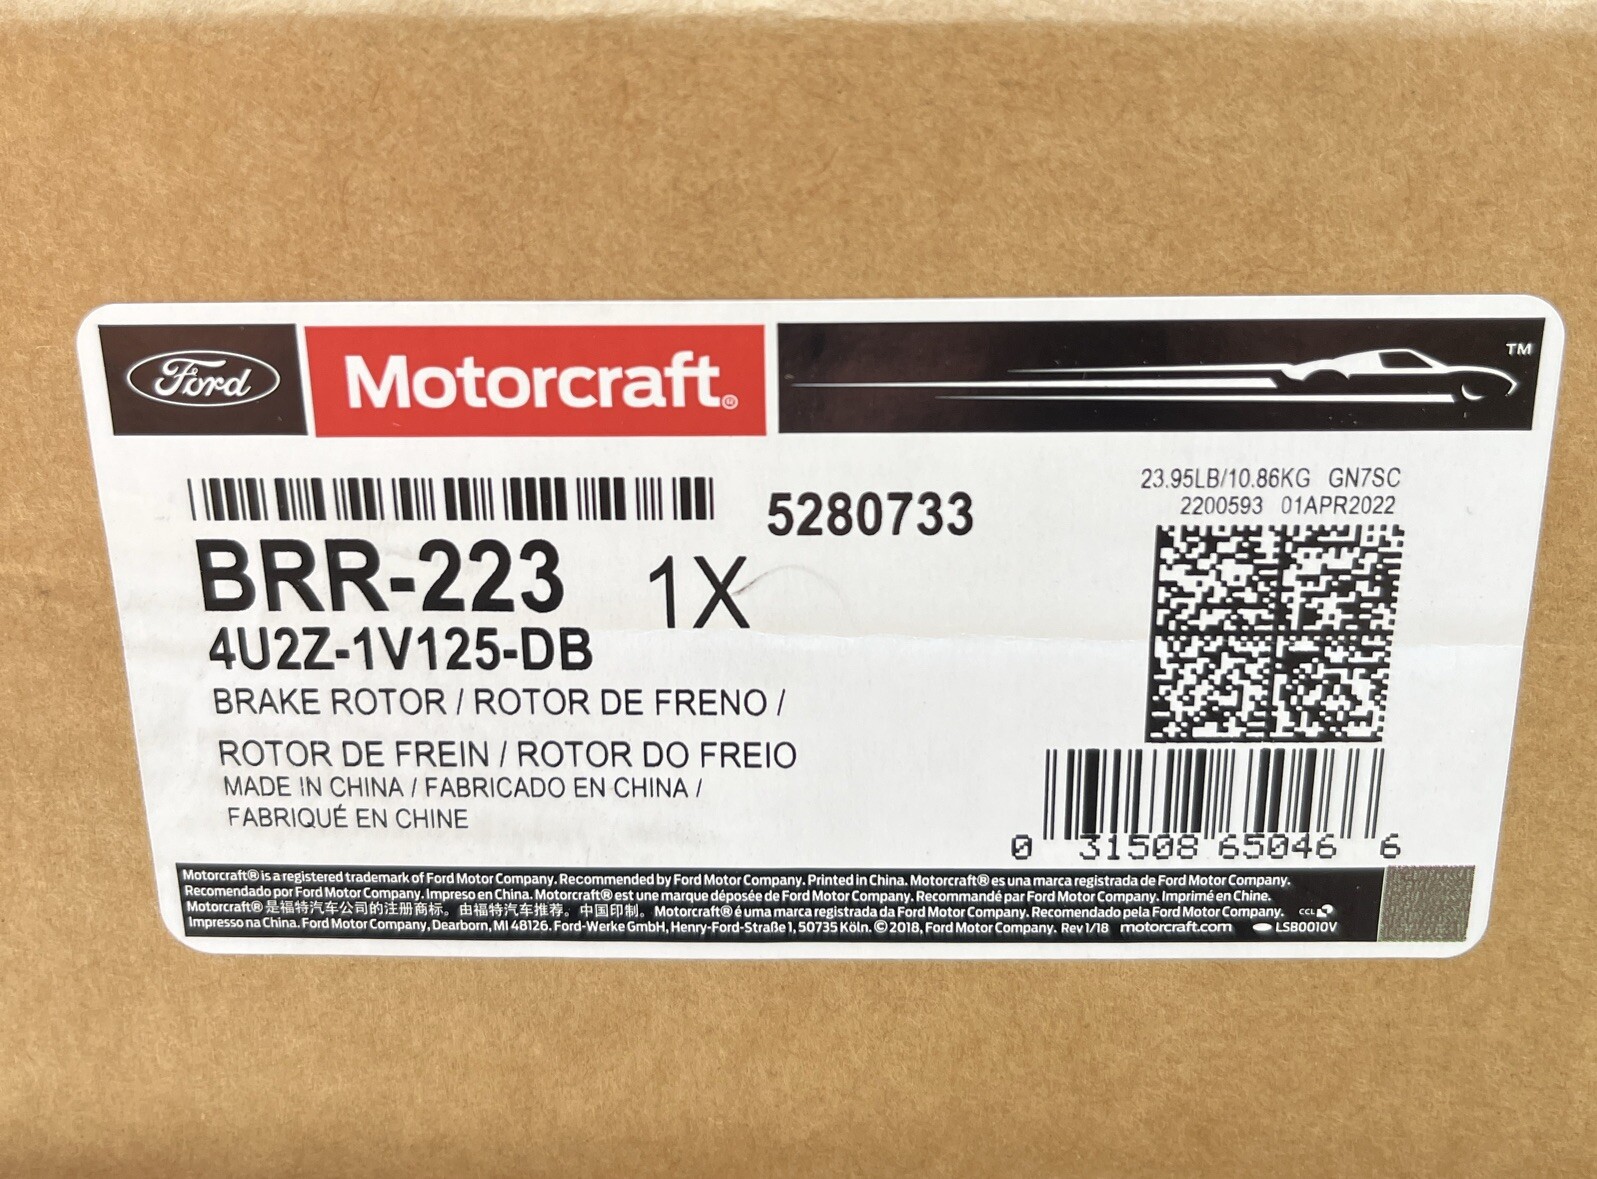 Ford Motorcraft® ™
23.95LB/10.86KG GN7SC
2200593 01APR2022
5280733
BRR-223 1X
4U2Z-1V125-DB
BRAKE ROTOR / ROTOR DE FRENO /
ROTOR DE FREIN / ROTOR DO FREIO
MADE IN CHINA / FABRICADO EN CHINA /
FABRIQUÉ EN CHINE
0 31508 65046 6
Motorcraft® is a registered trademark of Ford Motor Company. Recommended by Ford Motor Company. Printed in China. Motorcraft® es una marca registrada de Ford Motor Company.
Recomendado por Ford Motor Company. Impreso en China. Motorcraft® est une marque déposée de Ford Motor Company. Recommandé par Ford Motor Company. Imprimé en Chine.
Motorcraft® 是福特汽车公司的注册商标。由福特汽车推荐。中国印制。Motorcraft® é uma marca registrada da Ford Motor Company. Recomendado pela Ford Motor Company. CCL
Impresso na China. Ford Motor Company, Dearborn, MI 48126. Ford-Werke GmbH, Henry-Ford-Straße 1, 50735 Köln. © 2018, Ford Motor Company. Rev 1/18 motorcraft.com LSB0010V